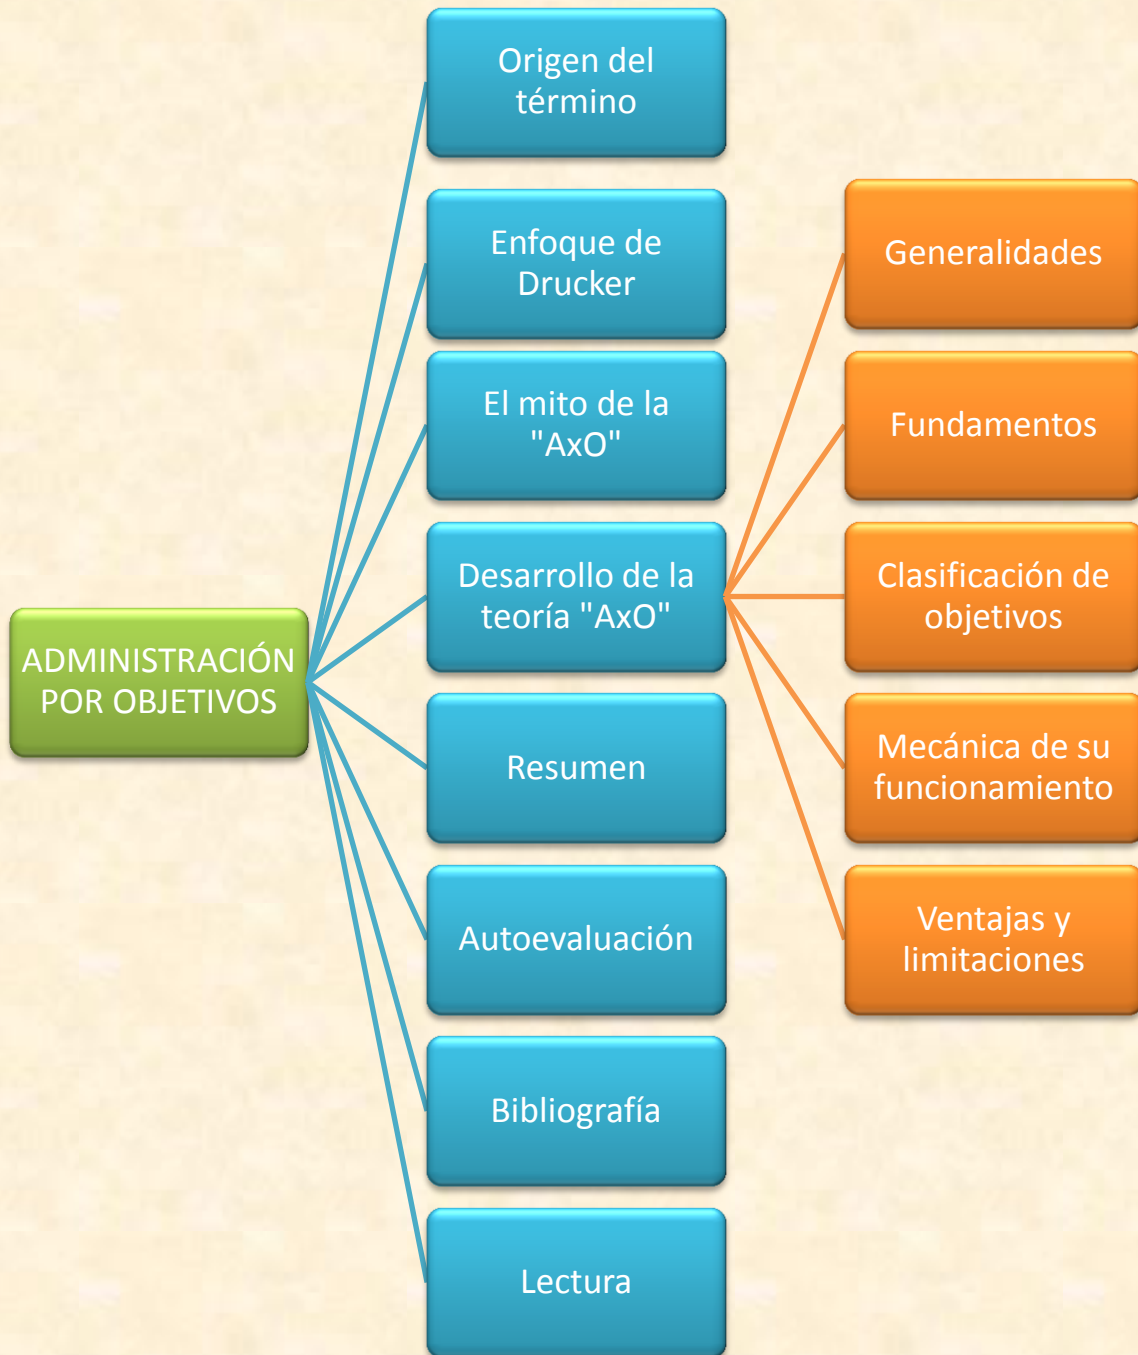 ADMINISTRACIÓN
POR OBJETIVOS
Origen del
término
Enfoque de
Drucker
El mito de la
"AxO"
Desarrollo de la
teoría "AxO"
Generalidades
Fundamentos
Clasificación de
objetivos
Mecánica de su
funcionamiento
Ventajas y
limitaciones
Resumen
Autoevaluación
Bibliografía
Lectura